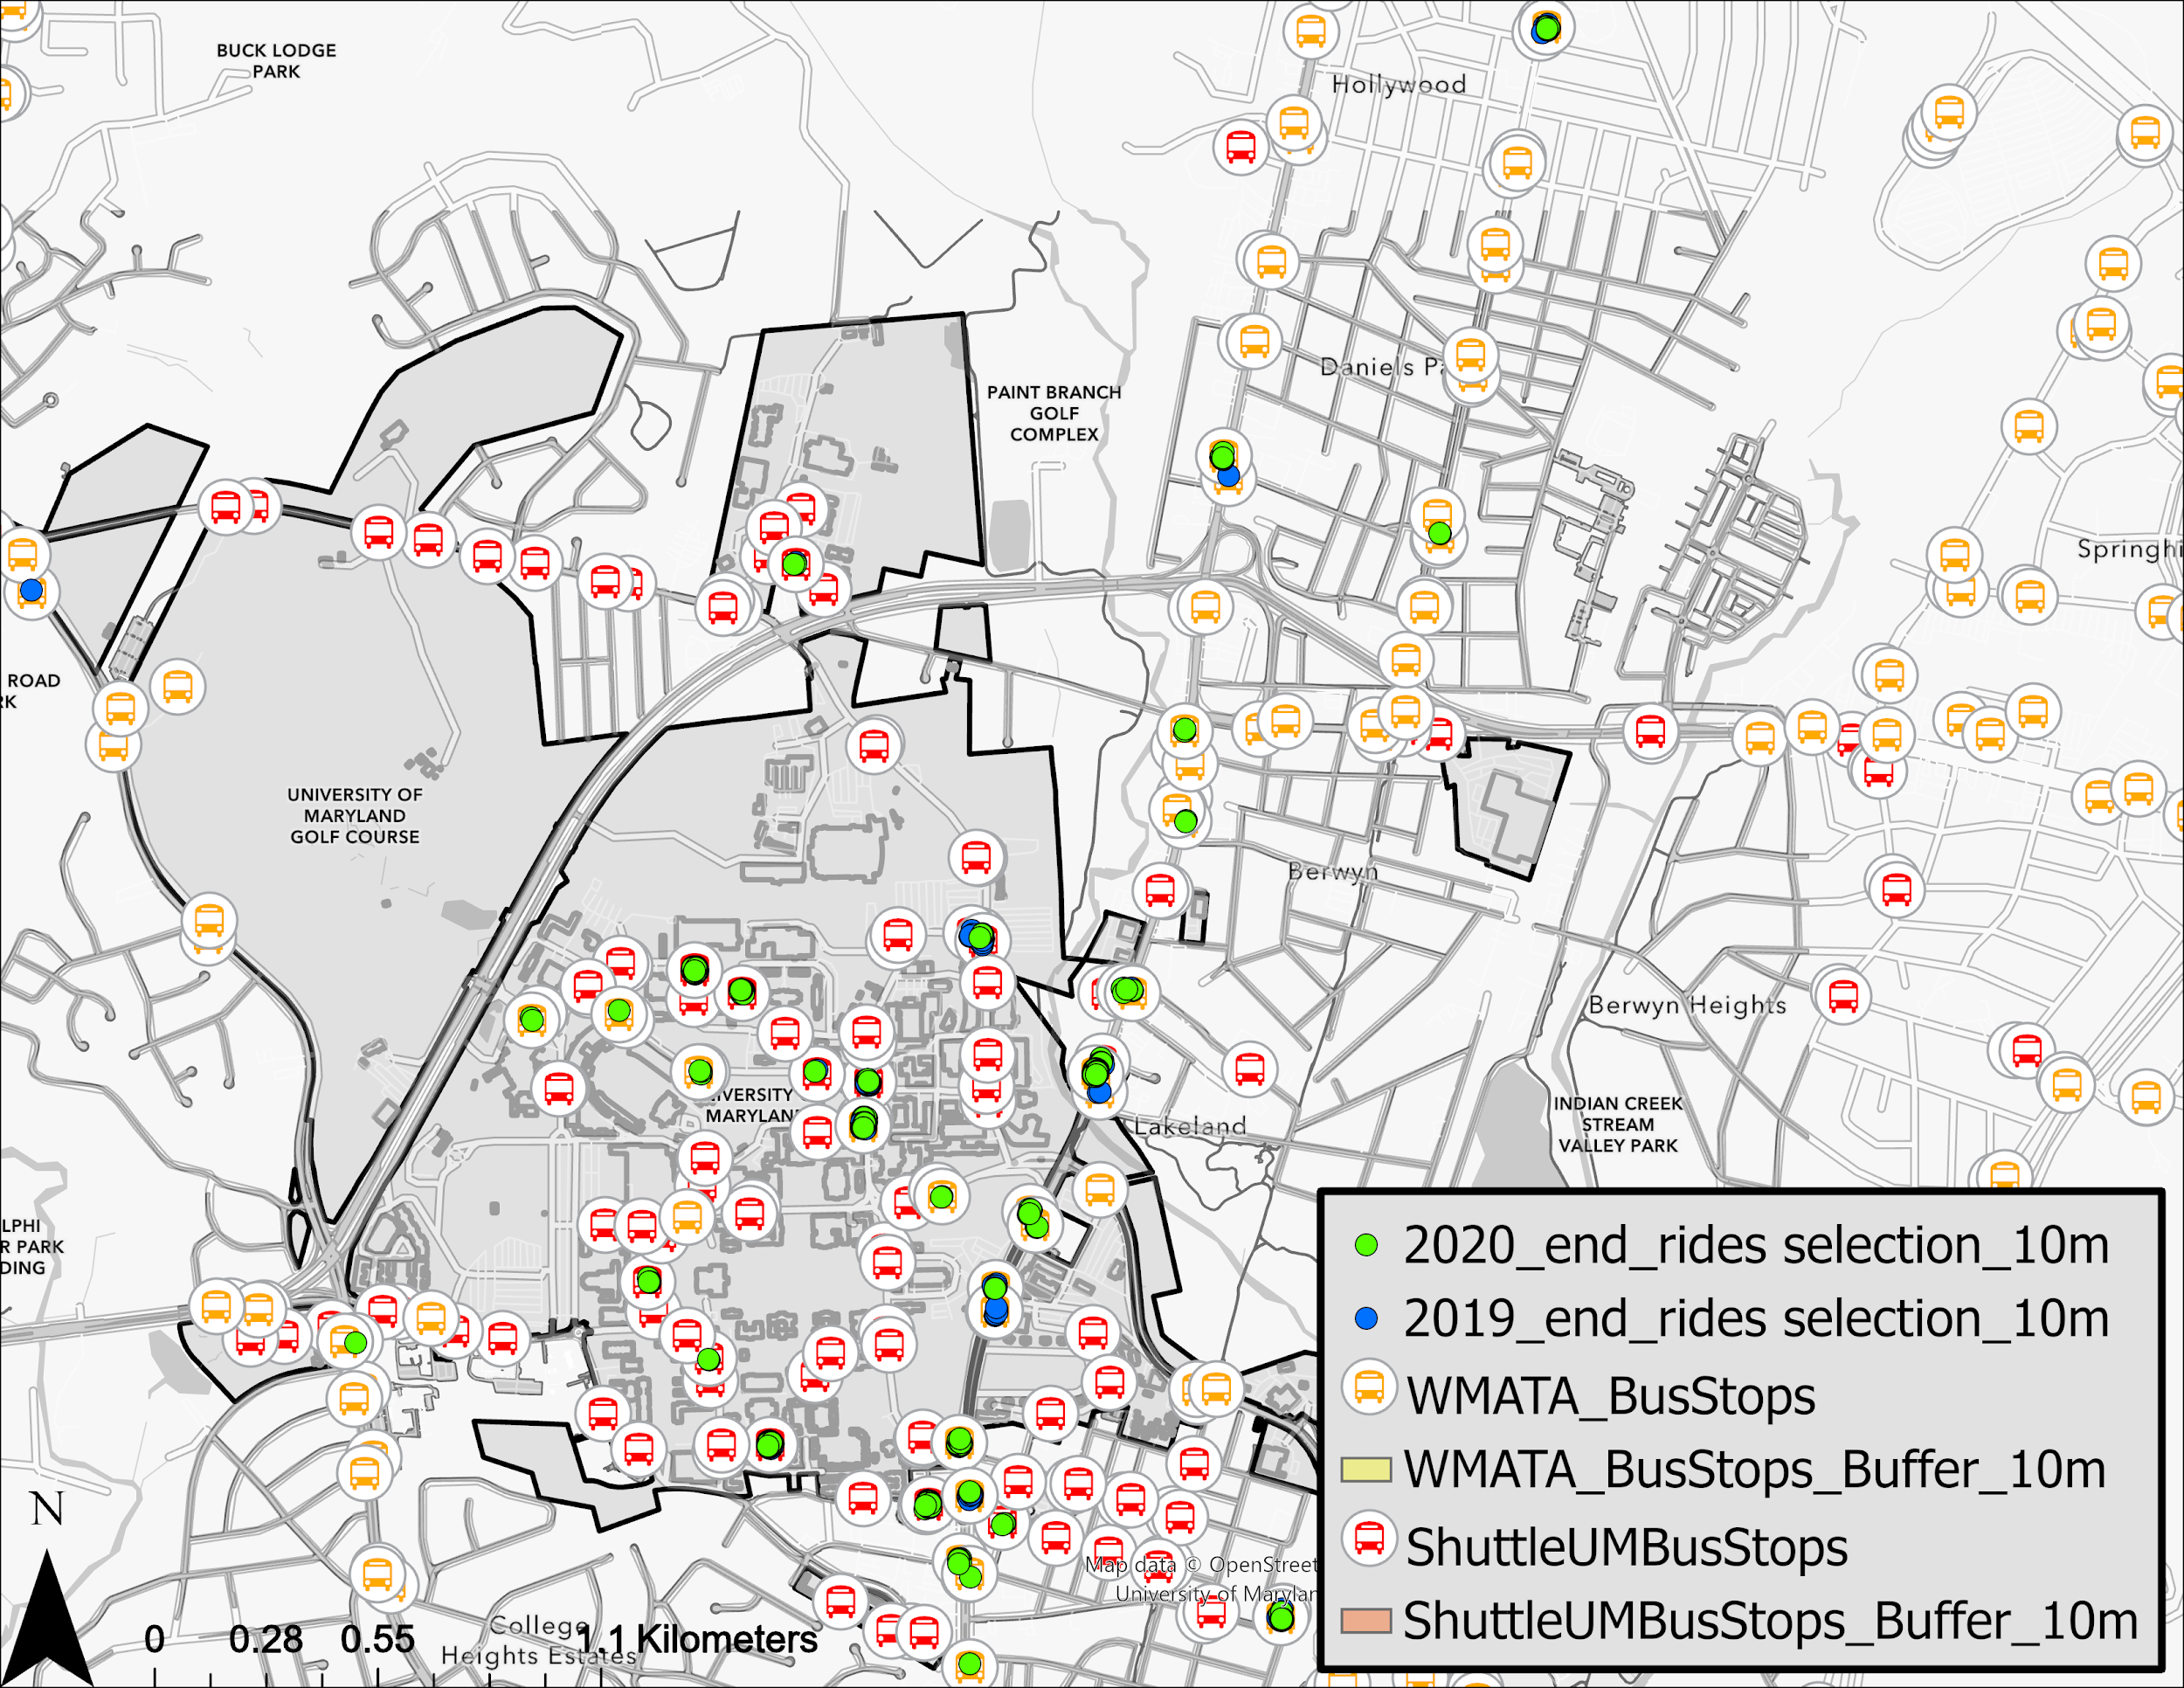 BUCK LODGE
PARK
Hollywood
PAINT BRANCH
GOLF
COMPLEX
Daniels Pa
Springhi
ROAD
RK
UNIVERSITY OF
MARYLAND
GOLF COURSE
Berwyn
Berwyn Heights
IVERSITY
MARYLAN
Lakeland
INDIAN CREEK
STREAM
VALLEY PARK
LPHI
R PARK
DING
2020_end_rides selection_10m
2019_end_rides selection_10m
WMATA_BusStops
WMATA_BusStops_Buffer_10m
ShuttleUMBusStops
ShuttleUMBusStops_Buffer_10m
N
Map data © OpenStreet
University of Marylan
College
Heights Estates
0 0.28 0.55 1.1 Kilometers